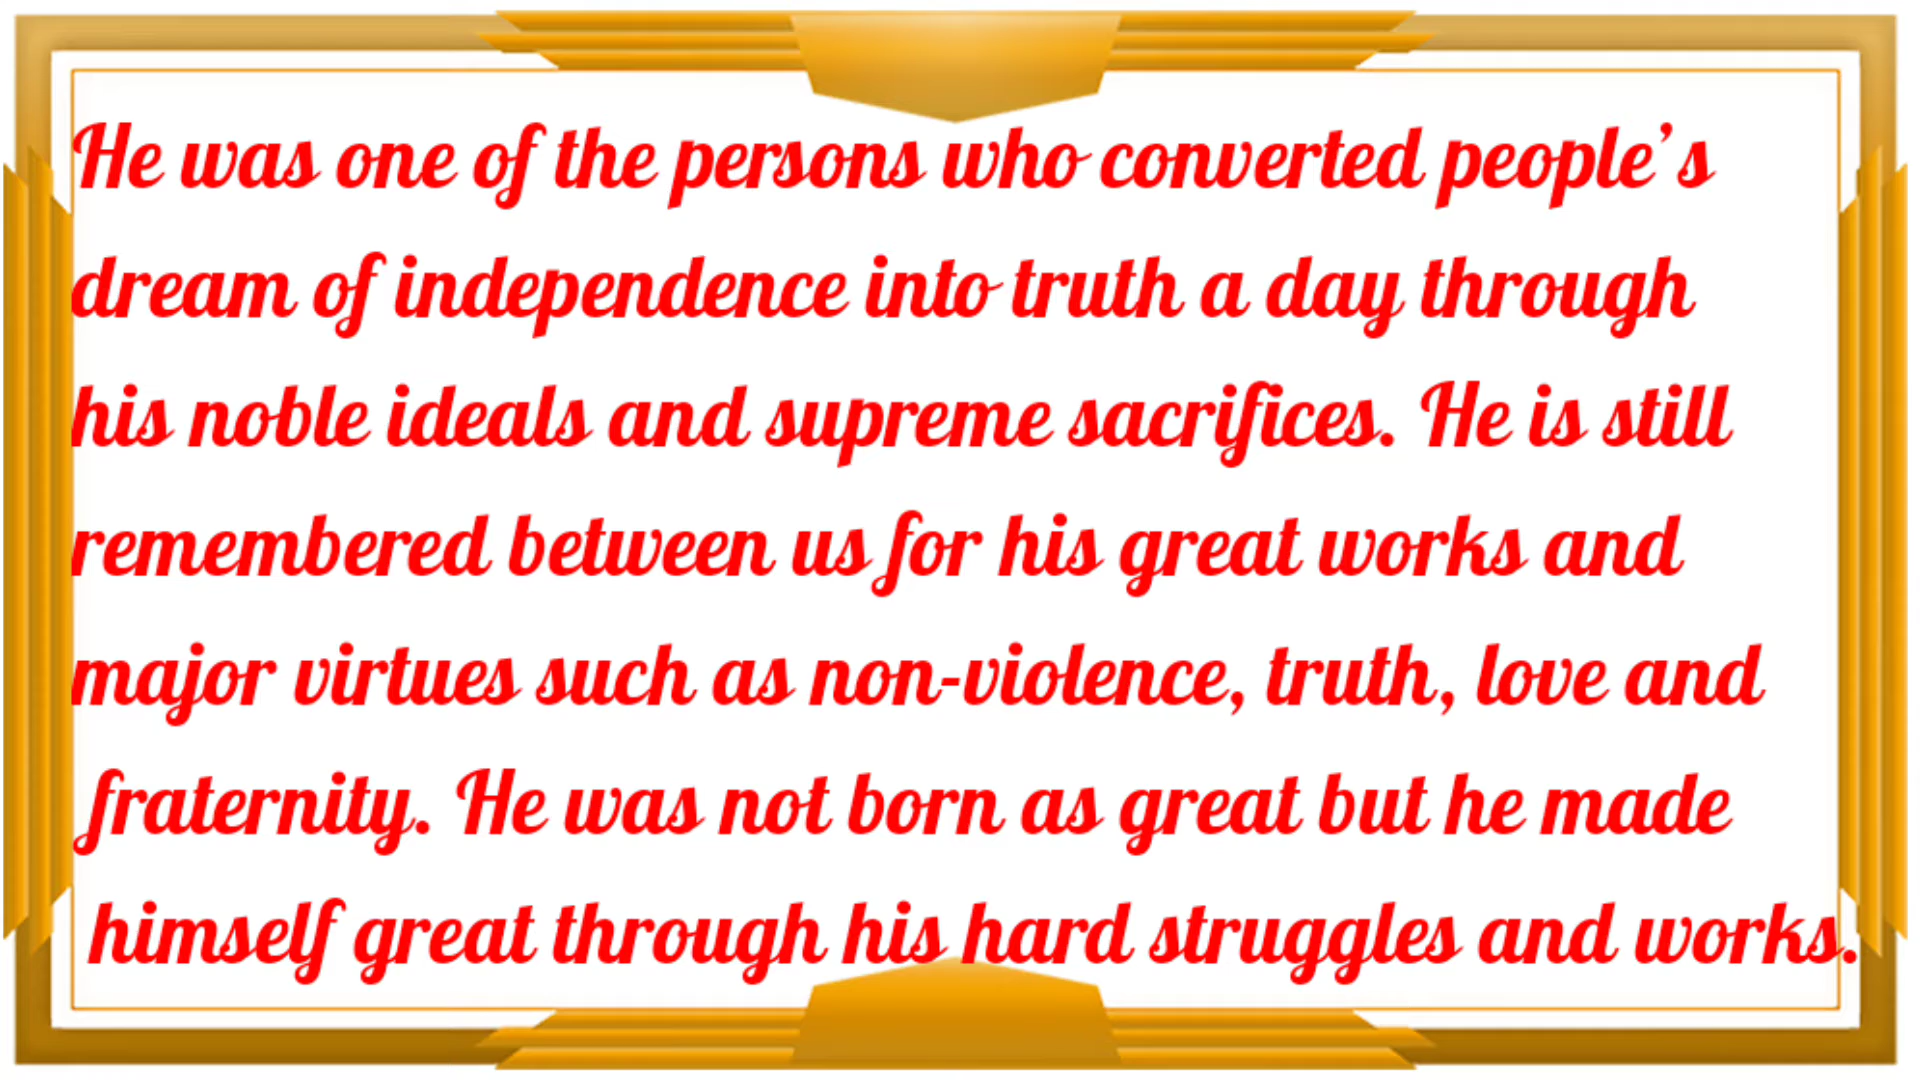 He was one of the persons who converted people’s
dream of independence into truth a day through
his noble ideals and supreme sacrifices. He is still
remembered between us for his great works and
major virtues such as non-violence, truth, love and
fraternity. He was not born as great but he made
himself great through his hard struggles and works.